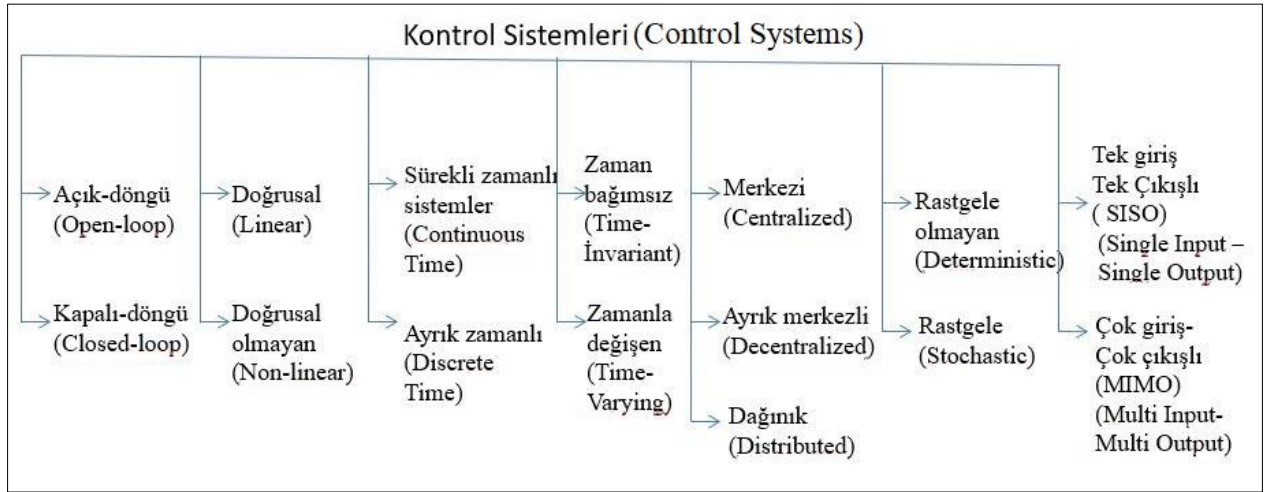 Kontrol Sistemleri (Control Systems)
Açık-döngü
(Open-loop)
Kapalı-döngü
(Closed-loop)
Doğrusal
(Linear)
Doğrusal
olmayan
(Non-linear)
Sürekli zamanlı
sistemler
(Continuous
Time)
Ayrık zamanlı
(Discrete
Time)
Zaman
bağımsız
(Time-
İnvariant)
Zamanla
değişen
(Time-
Varying)
Merkezi
(Centralized)
Ayrık merkezli
(Decentralized)
Dağınık
(Distributed)
Rastgele
olmayan
(Deterministic)
Rastgele
(Stochastic)
Tek giriş
Tek Çıkışlı
( SISO)
(Single Input –
Single Output)
Çok giriş-
Çok çıkışlı
(MIMO)
(Multi Input-
Multi Output)